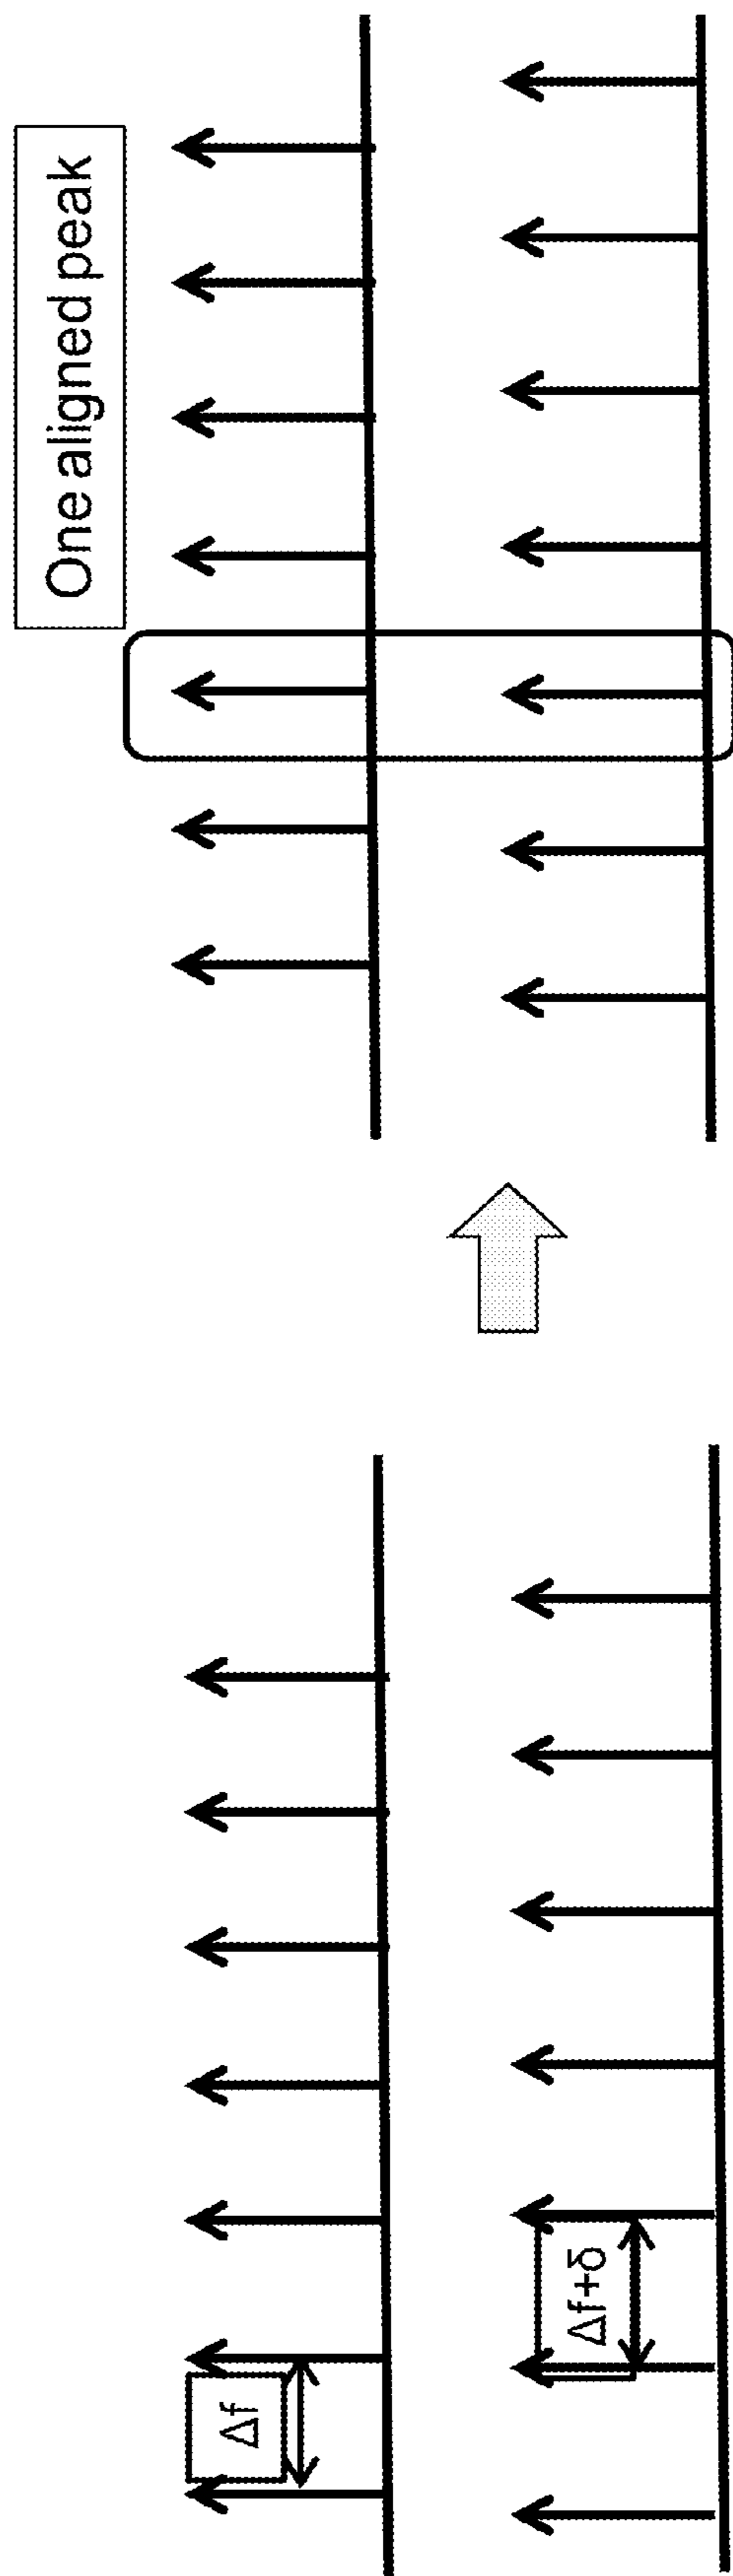 Δf
Δf+δ
One aligned peak